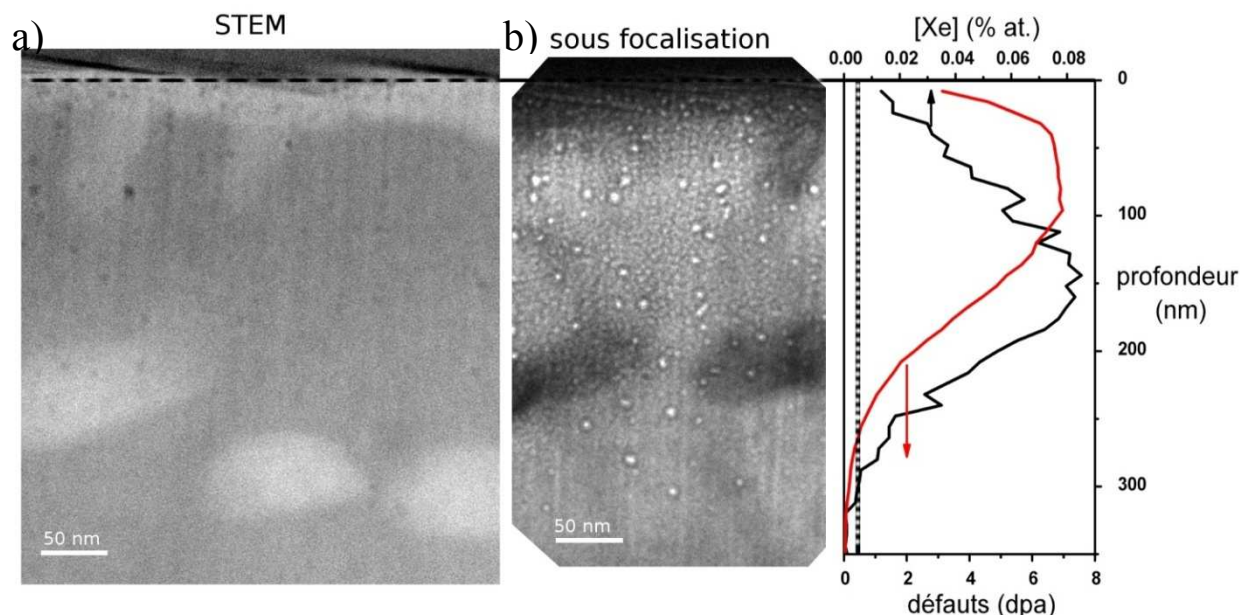 a) STEM
b) sous focalisation
[Xe] (% at.)
0.00 0.02 0.04 0.06 0.08
0
100
profondeur
(nm)
200
300
50 nm
50 nm
0 2 4 6 8
défauts (dpa)